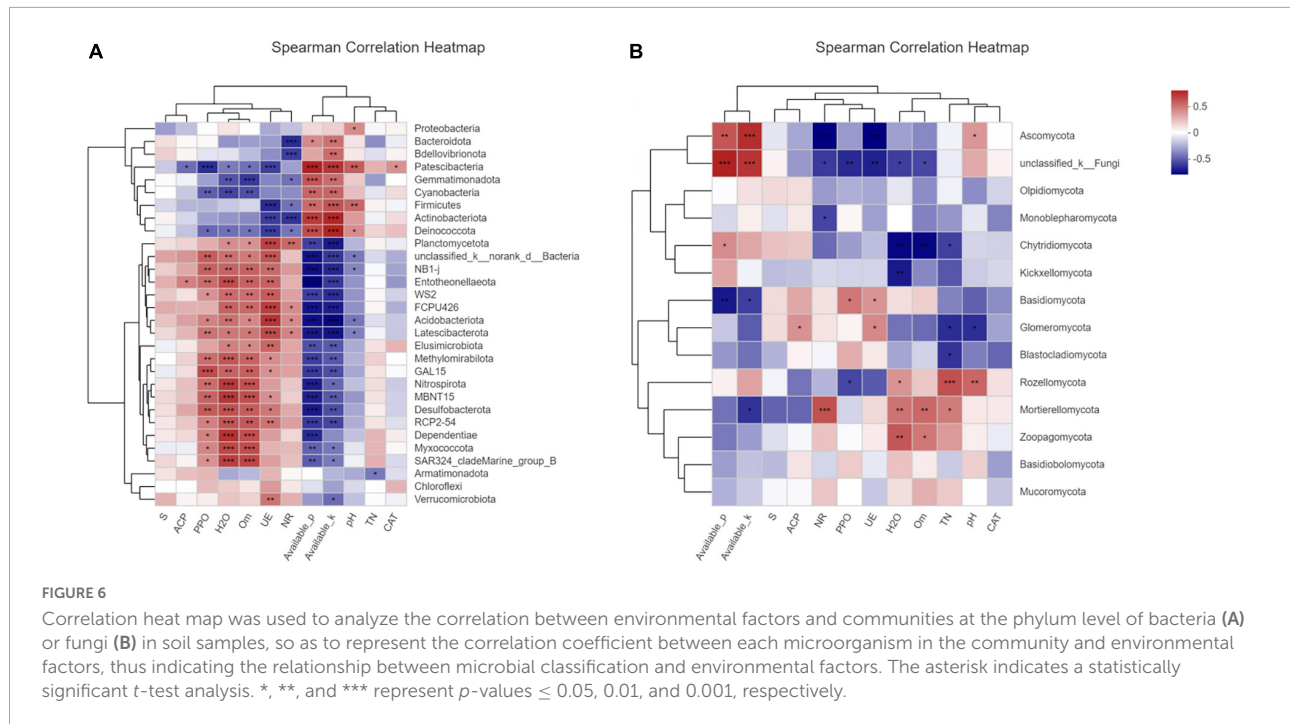 A
Spearman Correlation Heatmap
Proteobacteria
*
Bacteroidota
*** * **
Bdellovibrionota
*** **
Patescibacteria
* *** * * *** *** *** ** *
Gemmatimonadota
** *** * *** **
Cyanobacteria
** ** ** ** **
Firmicutes
*** * ** *** **
Actinobacteriota
*** *** *** ***
Deinococcota
* * * *** * *** *** *
Planctomycetota
* * *** ** ** ***
unclassified_k__norank_d__Bacteria
** ** * *** *** *** *
NB1-j
** ** ** ** *** *** *
Entotheonellaeota
* ** *** ** ** *** ***
WS2
* ** ** ** *** ***
FCPU426
** ** *** * *** ***
Acidobacteriota
* * ** *** * *** *** *
Latescibacterota
** * ** *** * *** *** *
Elusimicrobiota
* * ** ** **
Methylomirabilota
** *** ** * *** **
GAL15
*** ** ** * *** **
Nitrospirota
** *** *** *** *
MBNT15
** *** *** * *** **
Desulfobacterota
** *** *** * *** **
RCP2-54
* *** ** ** *** **
Dependentiae
* *** *** ***
Myxococcota
* *** *** ** *
SAR324_cladeMarine_group_B
* *** *** ** *
Armatimonadota
*
Chloroflexi
Verrucomicrobiota
** *
S ACP PPO H2O Om UE NR Available_p Available_k pH TN CAT
B
Spearman Correlation Heatmap
0.5
0
-0.5
Ascomycota
** *** *** *** *
unclassified_k__Fungi
*** *** * ** ** * *
Olpidiomycota
Monoblepharomycota
*
Chytridiomycota
* ** *** *
Kickxellomycota
**
Basidiomycota
** * * *
Glomeromycota
* * * *
Blastocladiomycota
*
Rozellomycota
* * *** **
Mortierellomycota
* *** ** ** *
Zoopagomycota
** *
Basidiobolomycota
Mucoromycota
Available_p Available_k S ACP NR PPO UE H2O Om TN pH CAT
FIGURE 6
Correlation heat map was used to analyze the correlation between environmental factors and communities at the phylum level of bacteria (A)
or fungi (B) in soil samples, so as to represent the correlation coefficient between each microorganism in the community and environmental
factors, thus indicating the relationship between microbial classification and environmental factors. The asterisk indicates a statistically
significant t-test analysis. *, **, and *** represent p-values ≤ 0.05, 0.01, and 0.001, respectively.